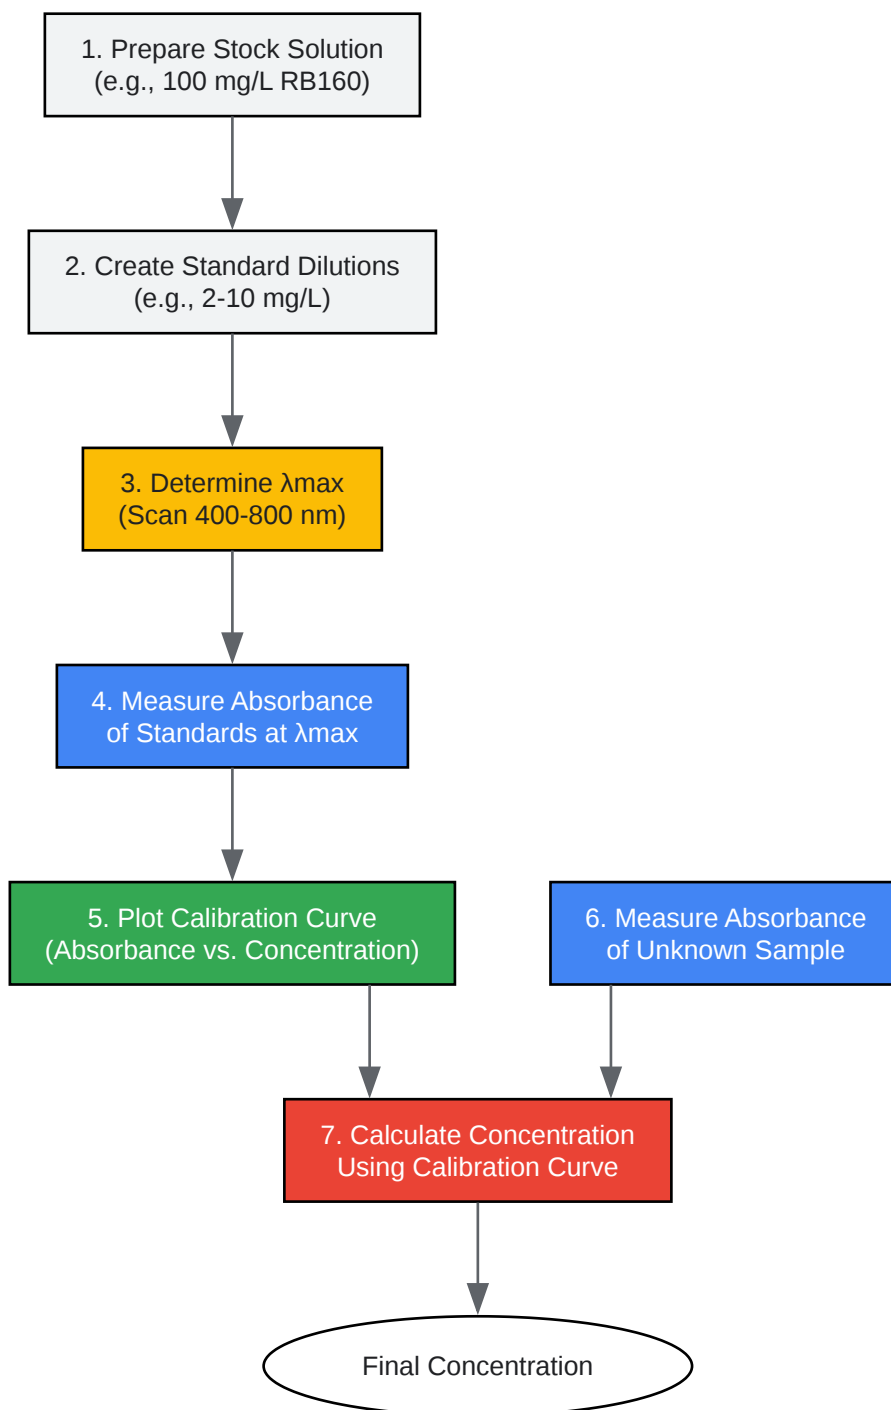 1. Prepare Stock Solution
(e.g., 100 mg/L RB160)
2. Create Standard Dilutions
(e.g., 2-10 mg/L)
3. Determine λmax
(Scan 400-800 nm)
4. Measure Absorbance
of Standards at λmax
5. Plot Calibration Curve
(Absorbance vs. Concentration)
6. Measure Absorbance
of Unknown Sample
7. Calculate Concentration
Using Calibration Curve
Final Concentration